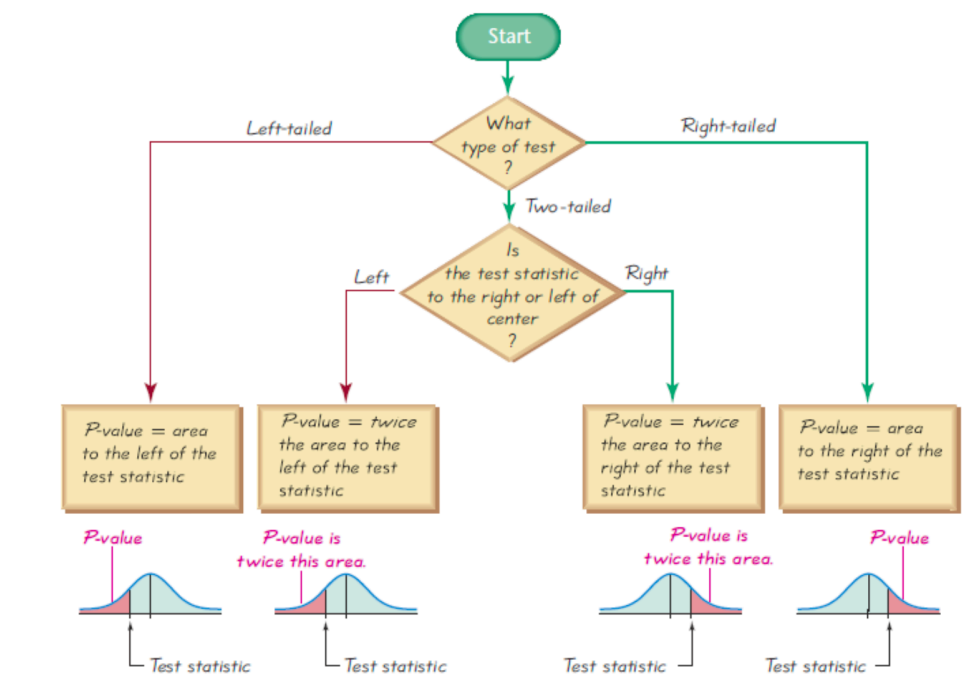 Start
What
type of test
?
Left-tailed
Right-tailed
Two-tailed
Is
the test statistic
to the right or left of
center
?
Left
Right
P-value = area
to the left of the
test statistic
P-value = twice
the area to the
left of the test
statistic
P-value = twice
the area to the
right of the test
statistic
P-value = area
to the right of the
test statistic
P-value
P-value is
twice this area.
P-value is
twice this area.
P-value
Test statistic
Test statistic
Test statistic
Test statistic